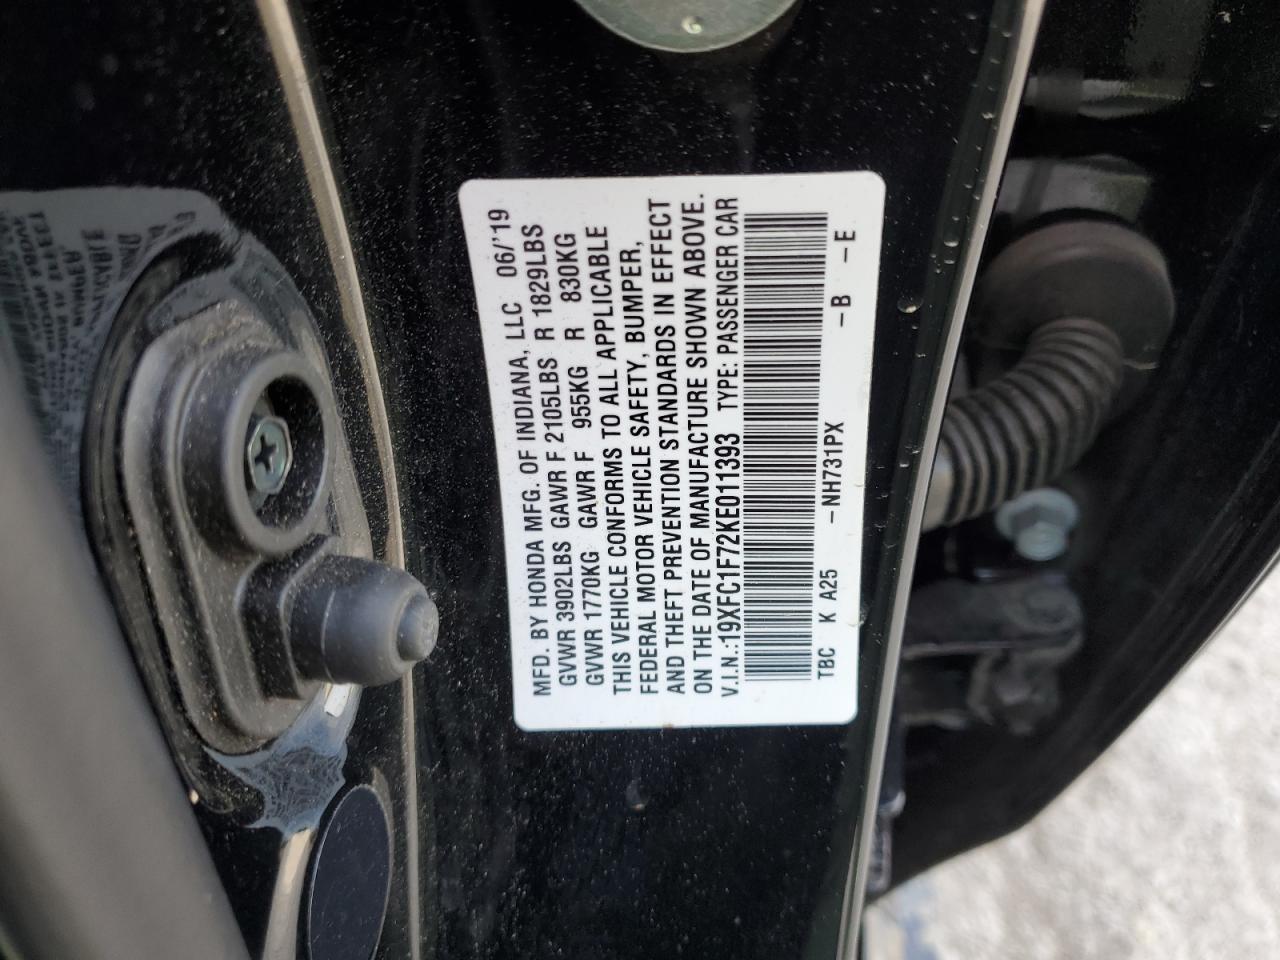 MFD. BY HONDA MFG. OF INDIANA, LLC 06/'19
GVWR 3902LBS GAWR F 2105LBS R 1829LBS
GVWR 1770KG GAWR F 955KG R 830KG
THIS VEHICLE CONFORMS TO ALL APPLICABLE
FEDERAL MOTOR VEHICLE SAFETY, BUMPER,
AND THEFT PREVENTION STANDARDS IN EFFECT
ON THE DATE OF MANUFACTURE SHOWN ABOVE.
V.I.N.:19XFC1F72KE011393 TYPE: PASSENGER CAR
TBC K A25 -NH731PX -B -E